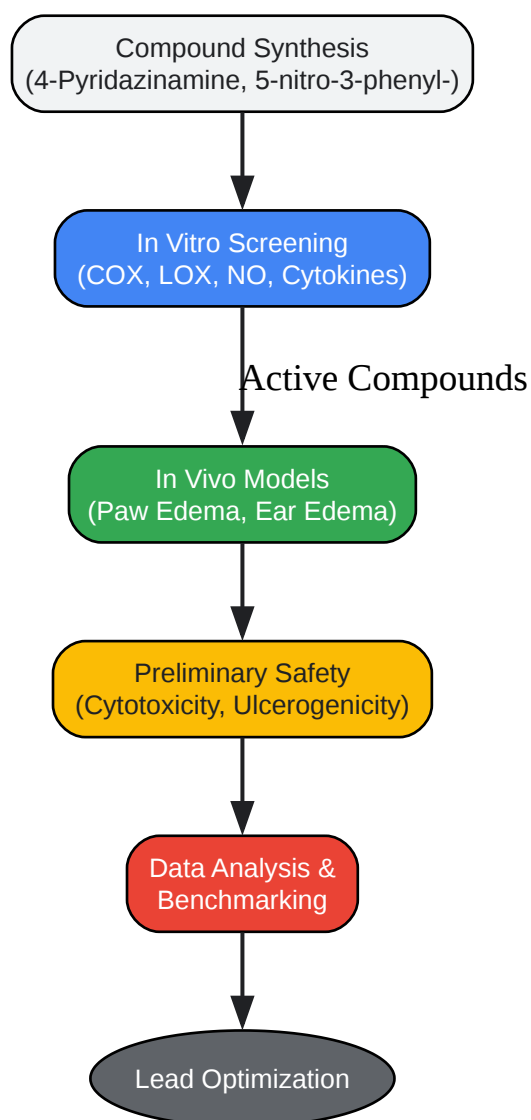 Compound Synthesis
(4-Pyridazinamine, 5-nitro-3-phenyl-)
In Vitro Screening
(COX, LOX, NO, Cytokines)
Active Compounds
In Vivo Models
(Paw Edema, Ear Edema)
Preliminary Safety
(Cytotoxicity, Ulcerogenicity)
Data Analysis &
Benchmarking
Lead Optimization